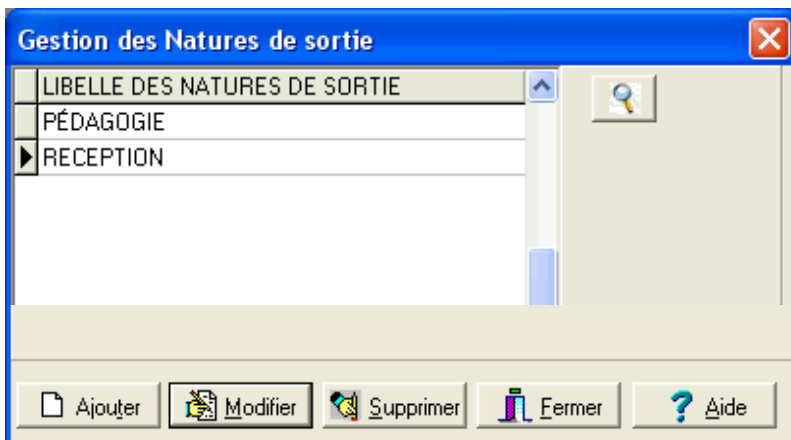 Gestion des Natures de sortie
LIBELLE DES NATURES DE SORTIE
PÉDAGOGIE
RECEPTION
Ajouter Modifier Supprimer Fermer Aide